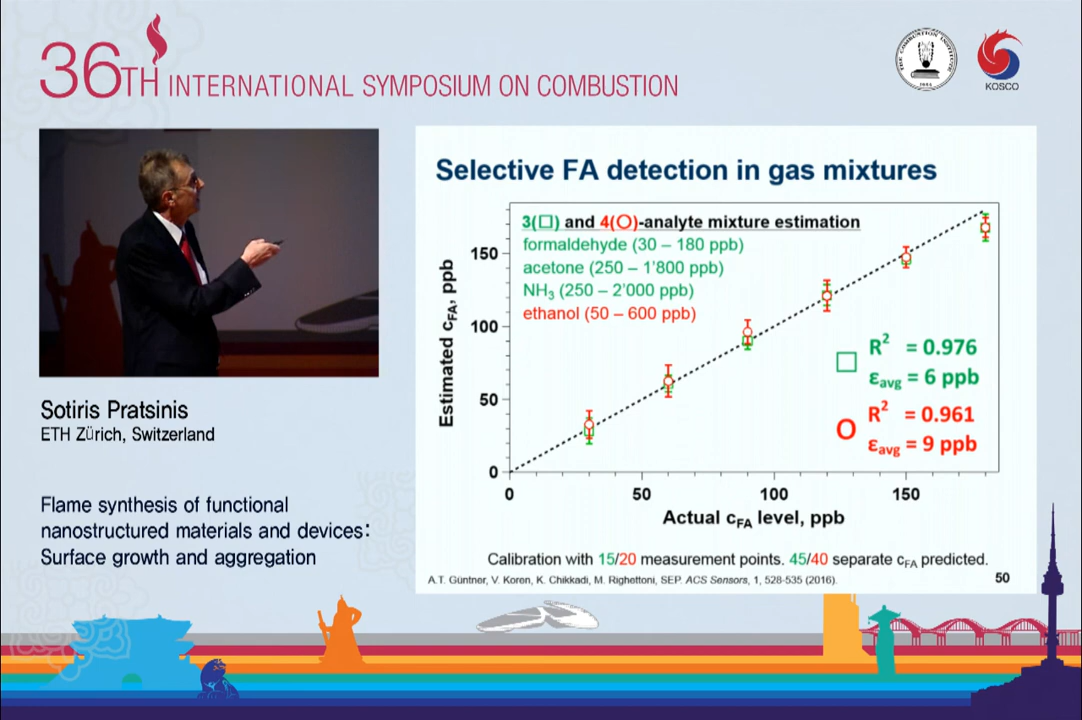 36TH INTERNATIONAL SYMPOSIUM ON COMBUSTION
THE COMBUSTION INSTITUTE
KOSCO
Sotiris Pratsinis
ETH Zürich, Switzerland
Flame synthesis of functional
nanostructured materials and devices:
Surface growth and aggregation
Selective FA detection in gas mixtures
3(□) and 4(○)-analyte mixture estimation
formaldehyde (30 – 180 ppb)
acetone (250 – 1'800 ppb)
NH₃ (250 – 2'000 ppb)
ethanol (50 – 600 ppb)
Estimated c_FA, ppb
150
100
50
0
R² = 0.976
ε_avg = 6 ppb
R² = 0.961
ε_avg = 9 ppb
0 50 100 150
Actual c_FA level, ppb
Calibration with 15/20 measurement points. 45/40 separate c_FA predicted.
A.T. Güntner, V. Koren, K. Chikkadi, M. Righettoni, SEP. ACS Sensors, 1, 528-535 (2016).
50